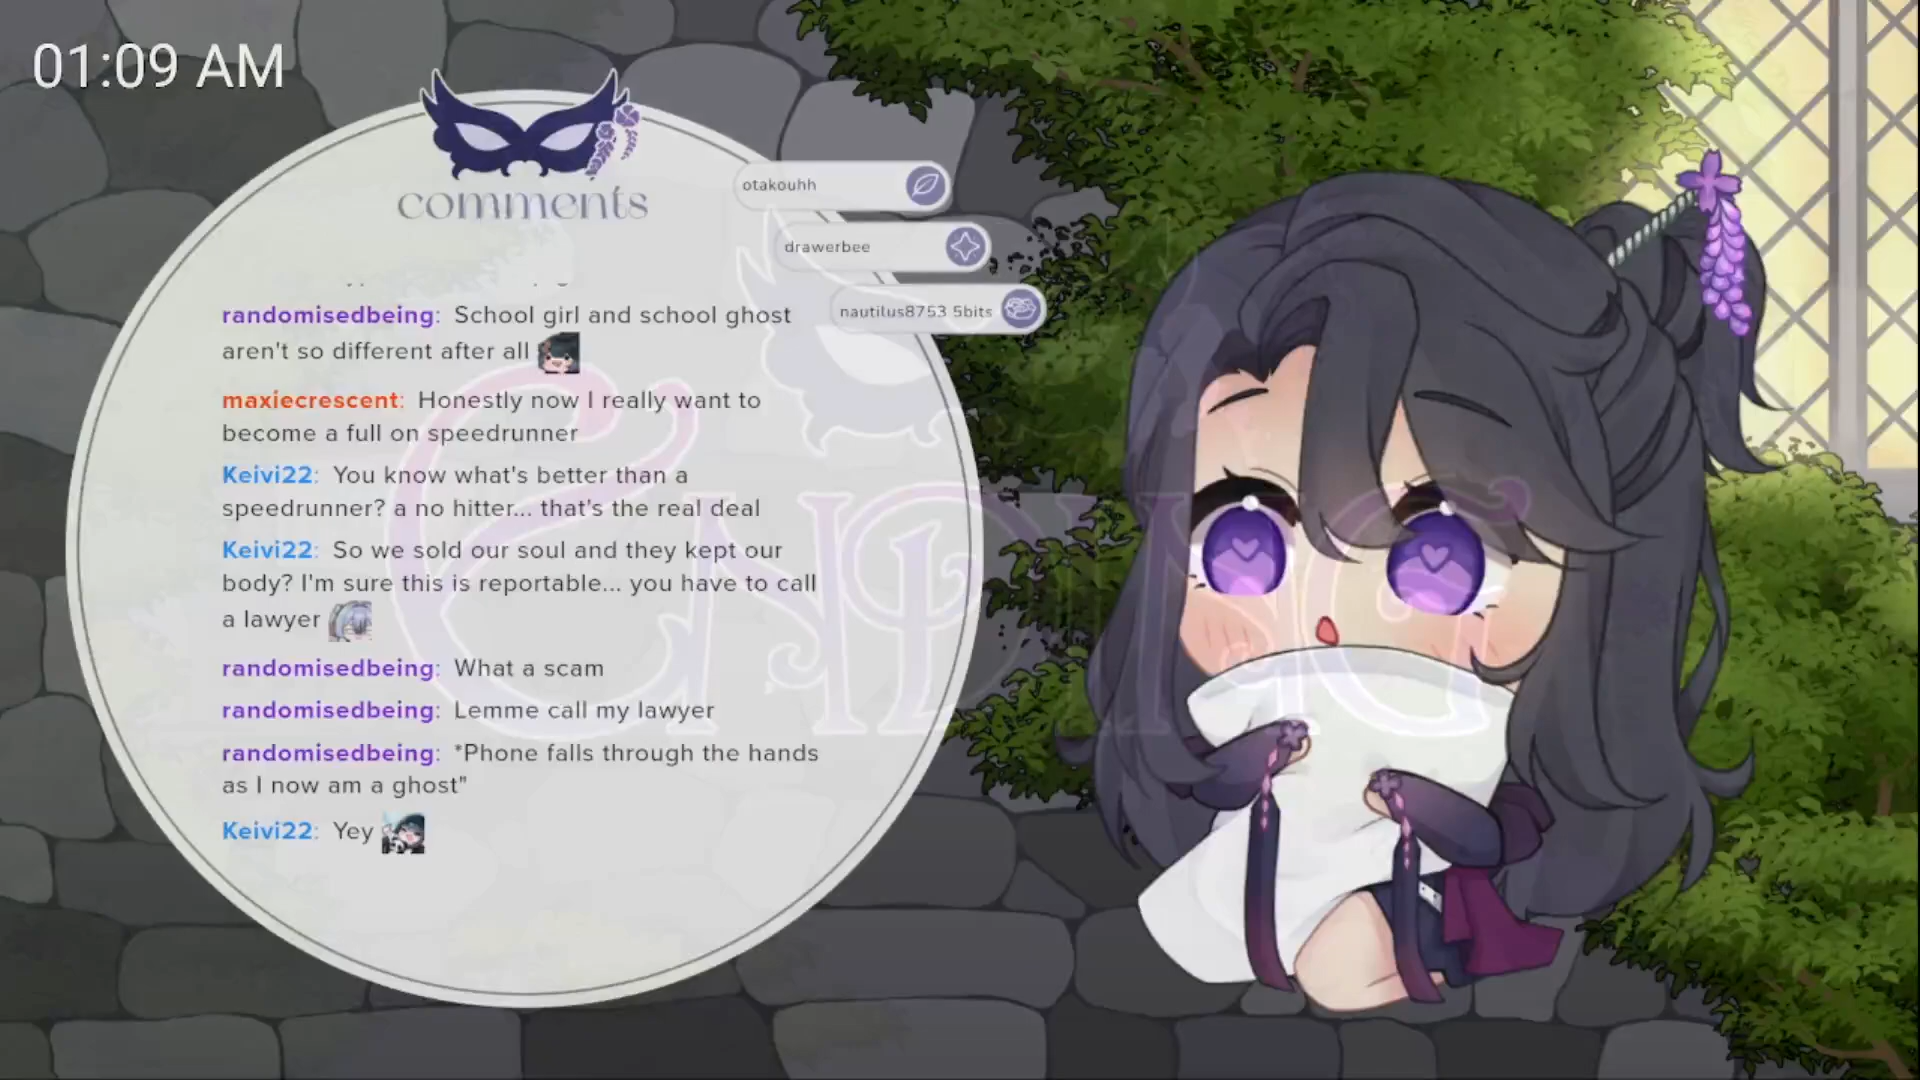 01:09 AM
comments
otakouhh
drawerbee
nautilus8753 5bits
randomisedbeing: School girl and school ghost
aren't so different after all
maxiecrescent: Honestly now I really want to
become a full on speedrunner
Keivi22: You know what's better than a
speedrunner? a no hitter... that's the real deal
Keivi22: So we sold our soul and they kept our
body? I'm sure this is reportable... you have to call
a lawyer
randomisedbeing: What a scam
randomisedbeing: Lemme call my lawyer
randomisedbeing: *Phone falls through the hands
as I now am a ghost"
Keivi22: Yey
ENDING